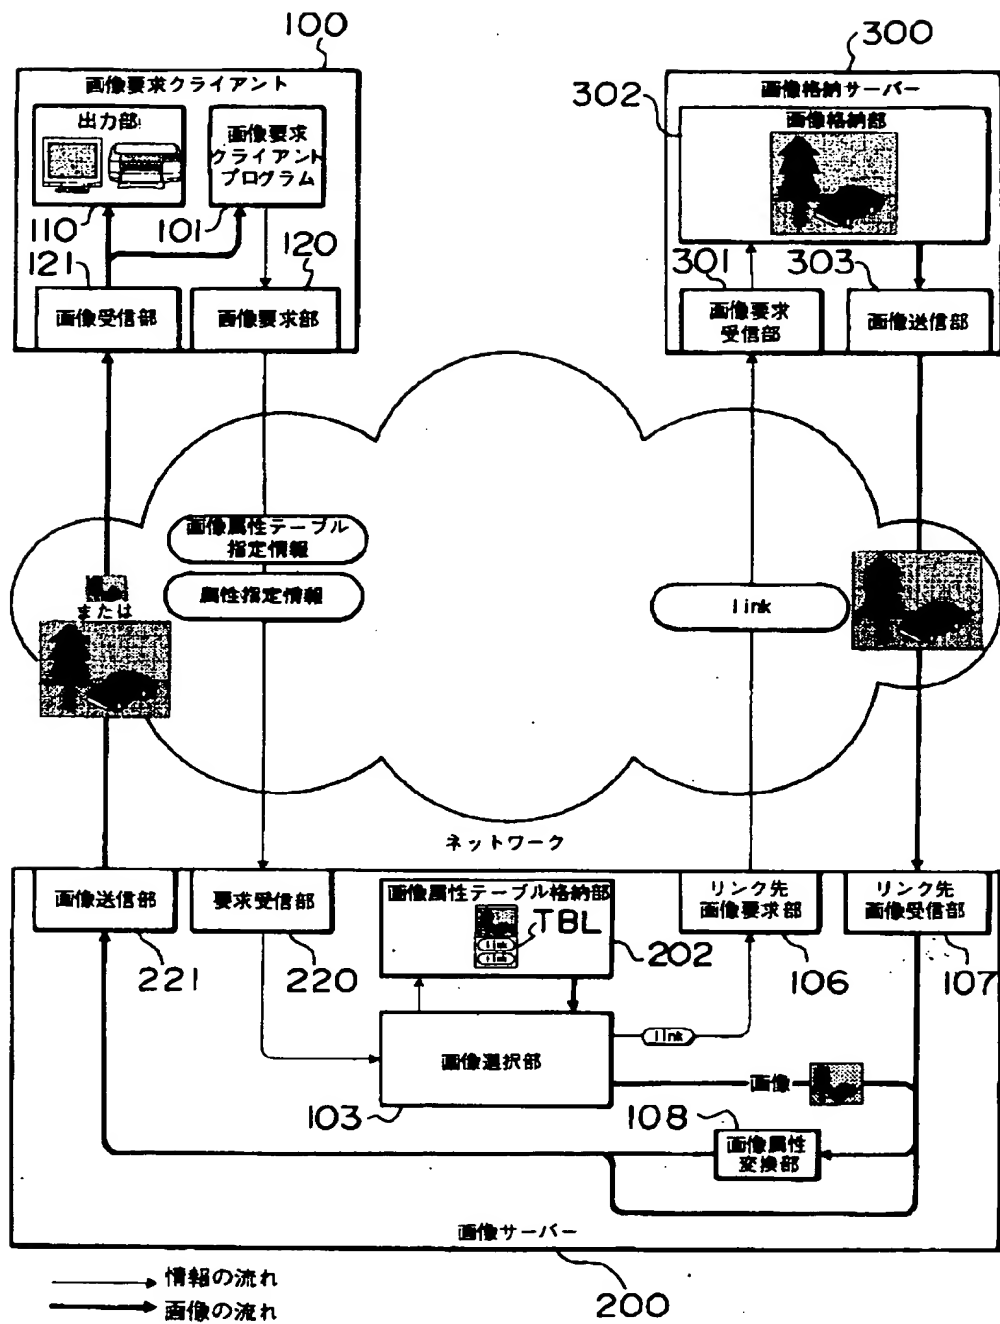 100
画像要求クライアント
出力部
画像要求
クライアント
プログラム
110
101
121
120
画像受信部
画像要求部
300
画像格納サーバー
302
画像格納部
301
303
画像要求
受信部
画像送信部
画像属性テーブル
指定情報
属性指定情報
または
link
ネットワーク
画像送信部
要求受信部
画像属性テーブル格納部
link
link
TBL
リンク先
画像要求部
リンク先
画像受信部
221
220
202
106
107
画像選択部
link
103
画像
108
画像属性
変換部
画像サーバー
200
情報の流れ
画像の流れ